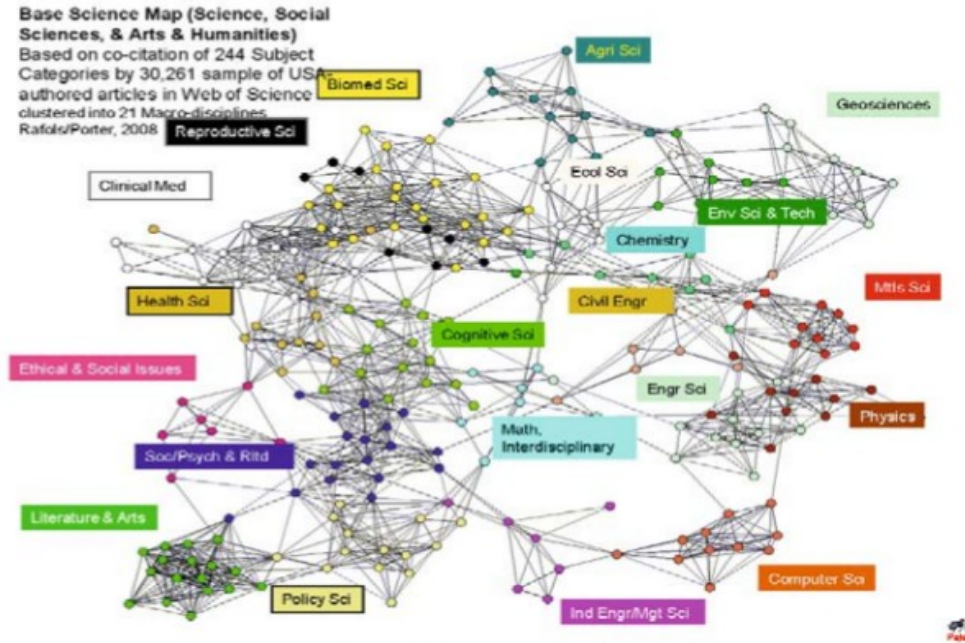 Base Science Map (Science, Social
Sciences, & Arts & Humanities)
Based on co-citation of 244 Subject
Categories by 30,261 sample of USA-
authored articles in Web of Science
clustered into 21 Macro-disciplines
Rafols/Porter, 2008
Agri Sci
Biomed Sci
Geosciences
Reproductive Sci
Ecol Sci
Clinical Med
Env Sci & Tech
Chemistry
Mtls Sci
Health Sci
Civil Engr
Cognitive Sci
Ethical & Social Issues
Engr Sci
Physics
Math,
Interdisciplinary
Soc/Psych & Rltd
Literature & Arts
Computer Sci
Policy Sci
Ind Engr/Mgt Sci